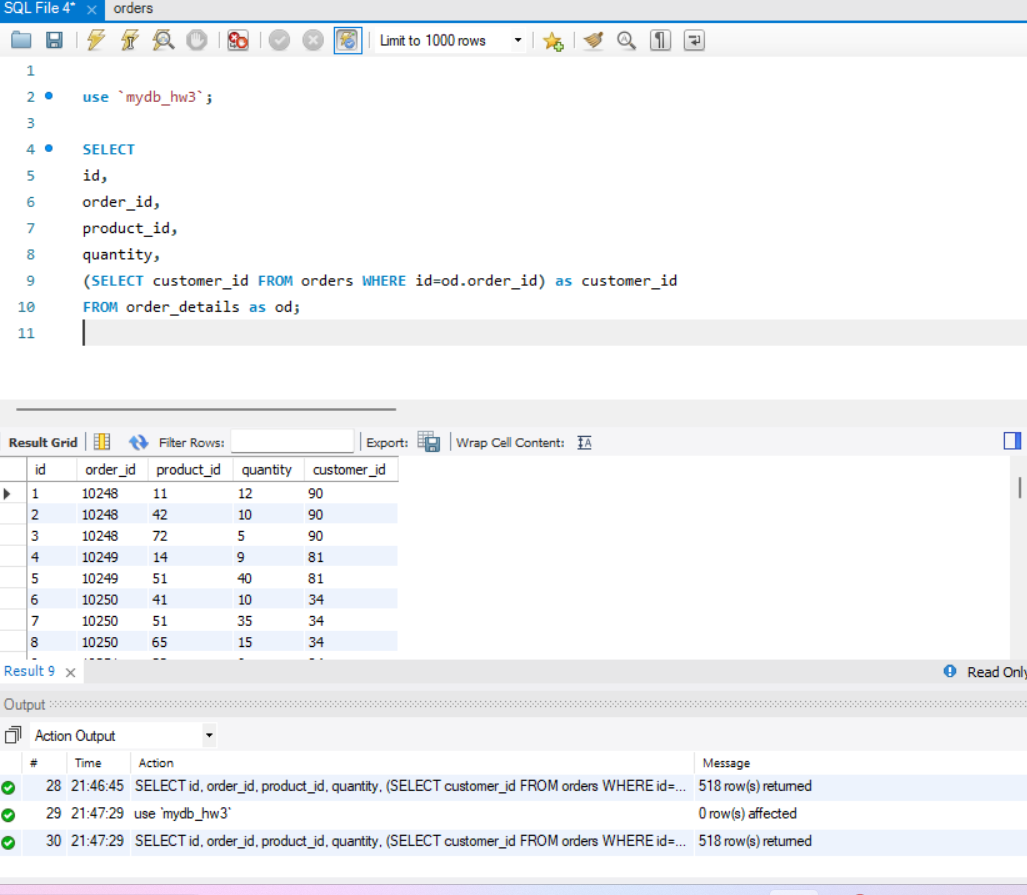 SQL File 4* orders
Limit to 1000 rows
1
2 use `mydb_hw3`;
3
4 SELECT
5 id,
6 order_id,
7 product_id,
8 quantity,
9 (SELECT customer_id FROM orders WHERE id=od.order_id) as customer_id
10 FROM order_details as od;
11
Result Grid Filter Rows: Export: Wrap Cell Content:
id order_id product_id quantity customer_id
1 10248 11 12 90
2 10248 42 10 90
3 10248 72 5 90
4 10249 14 9 81
5 10249 51 40 81
6 10250 41 10 34
7 10250 51 35 34
8 10250 65 15 34
Result 9 Read Only
Output
Action Output
# Time Action Message
28 21:46:45 SELECT id, order_id, product_id, quantity, (SELECT customer_id FROM orders WHERE id=... 518 row(s) returned
29 21:47:29 use `mydb_hw3` 0 row(s) affected
30 21:47:29 SELECT id, order_id, product_id, quantity, (SELECT customer_id FROM orders WHERE id=... 518 row(s) returned